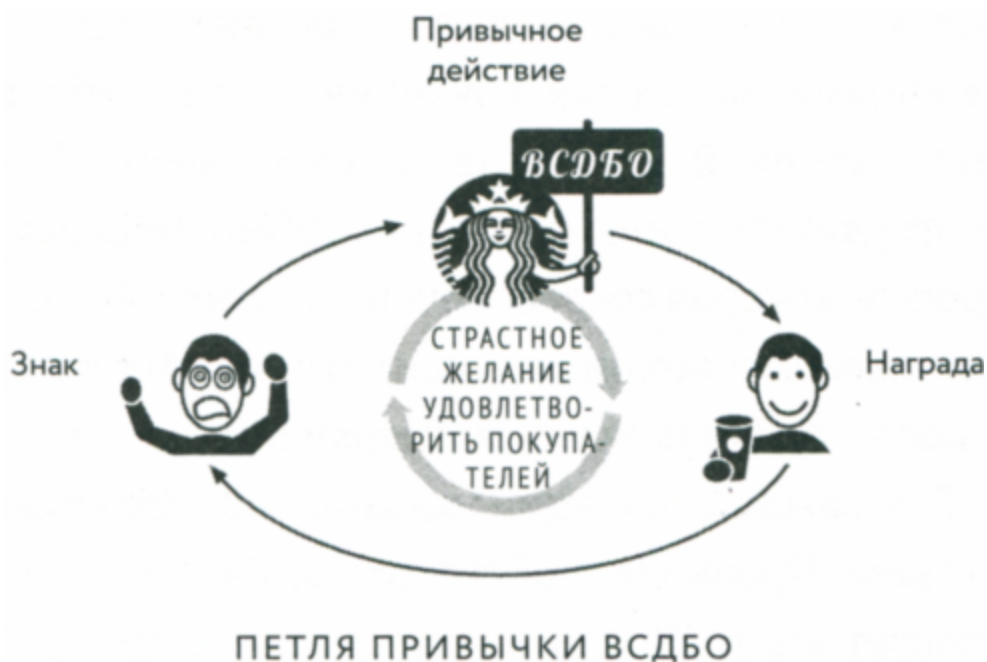 Привычное
действие
ВСДБО
Знак
СТРАСТНОЕ
ЖЕЛАНИЕ
УДОВЛЕТВО-
РИТЬ ПОКУПА-
ТЕЛЕЙ
Награда
ПЕТЛЯ ПРИВЫЧКИ ВСДБО